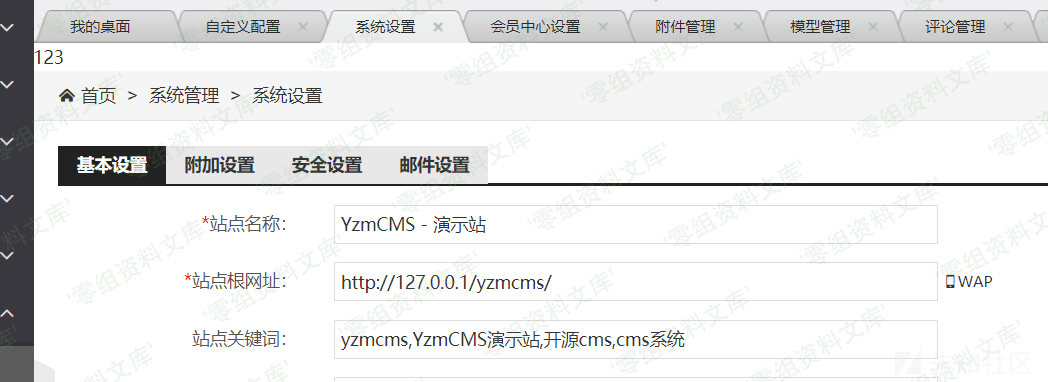 我的桌面 自定义配置 × 系统设置 × 会员中心设置 × 附件管理 × 模型管理 × 评论管理 ×
123
首页 > 系统管理 > 系统设置
基本设置 附加设置 安全设置 邮件设置
*站点名称: YzmCMS - 演示站
*站点根网址: http://127.0.0.1/yzmcms/ WAP
站点关键词: yzmcms,YzmCMS演示站,开源cms,cms系统
'零组资料文库'